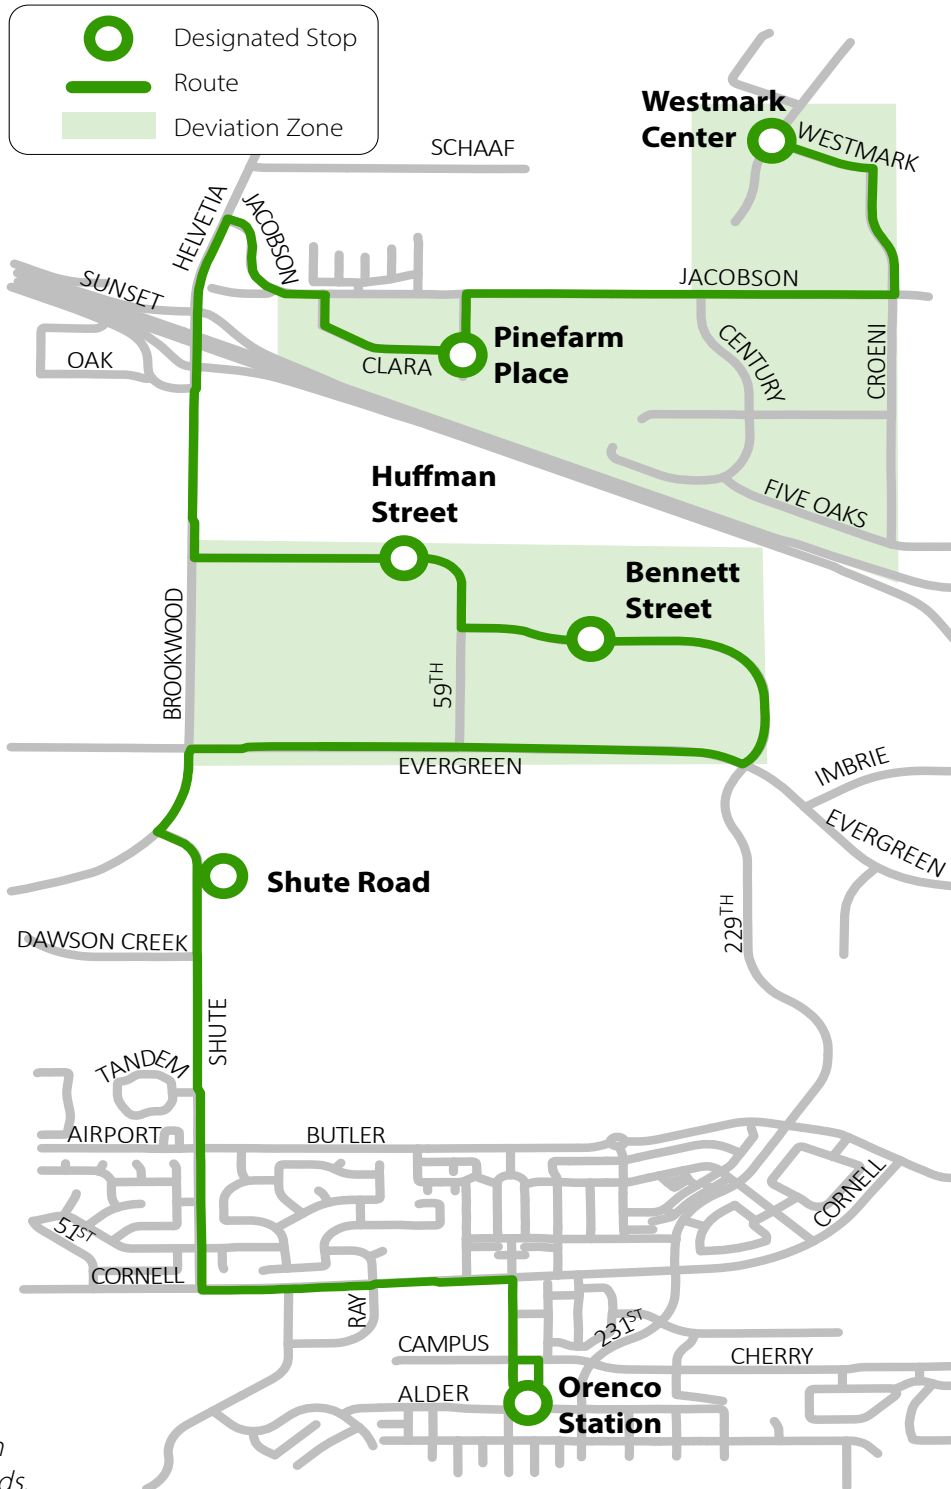 Designated Stop
Route
Deviation Zone
Westmark
Center
WESTMARK
SCHAAF
HELVETIA
JACOBSON
SUNSET
JACOBSON
OAK
CLARA
Pinefarm
Place
CENTURY
CROENI
Huffman
Street
FIVE OAKS
Bennett
Street
BROOKWOOD
59TH
EVERGREEN
IMBRIE
EVERGREEN
Shute Road
229TH
DAWSON CREEK
SHUTE
TANDEM
AIRPORT
BUTLER
CORNELL
51ST
CORNELL
RAY
231ST
CAMPUS
CHERRY
ALDER
Orenco
Station
ds.